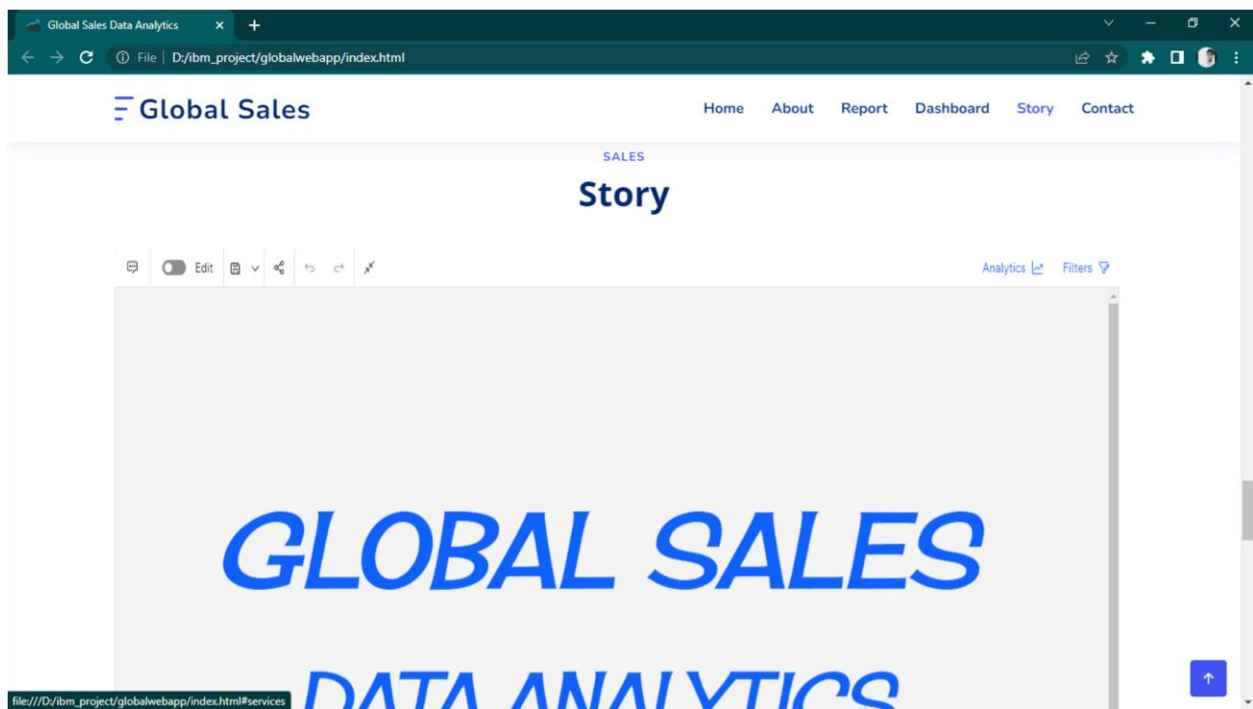 Global Sales Data Analytics
File | D:/ibm_project/globalwebapp/index.html
Global Sales
Home About Report Dashboard Story Contact
SALES
Story
Edit
Analytics Filters
GLOBAL SALES
DATA ANALYTICS
file:///D:/ibm_project/globalwebapp/index.html#services